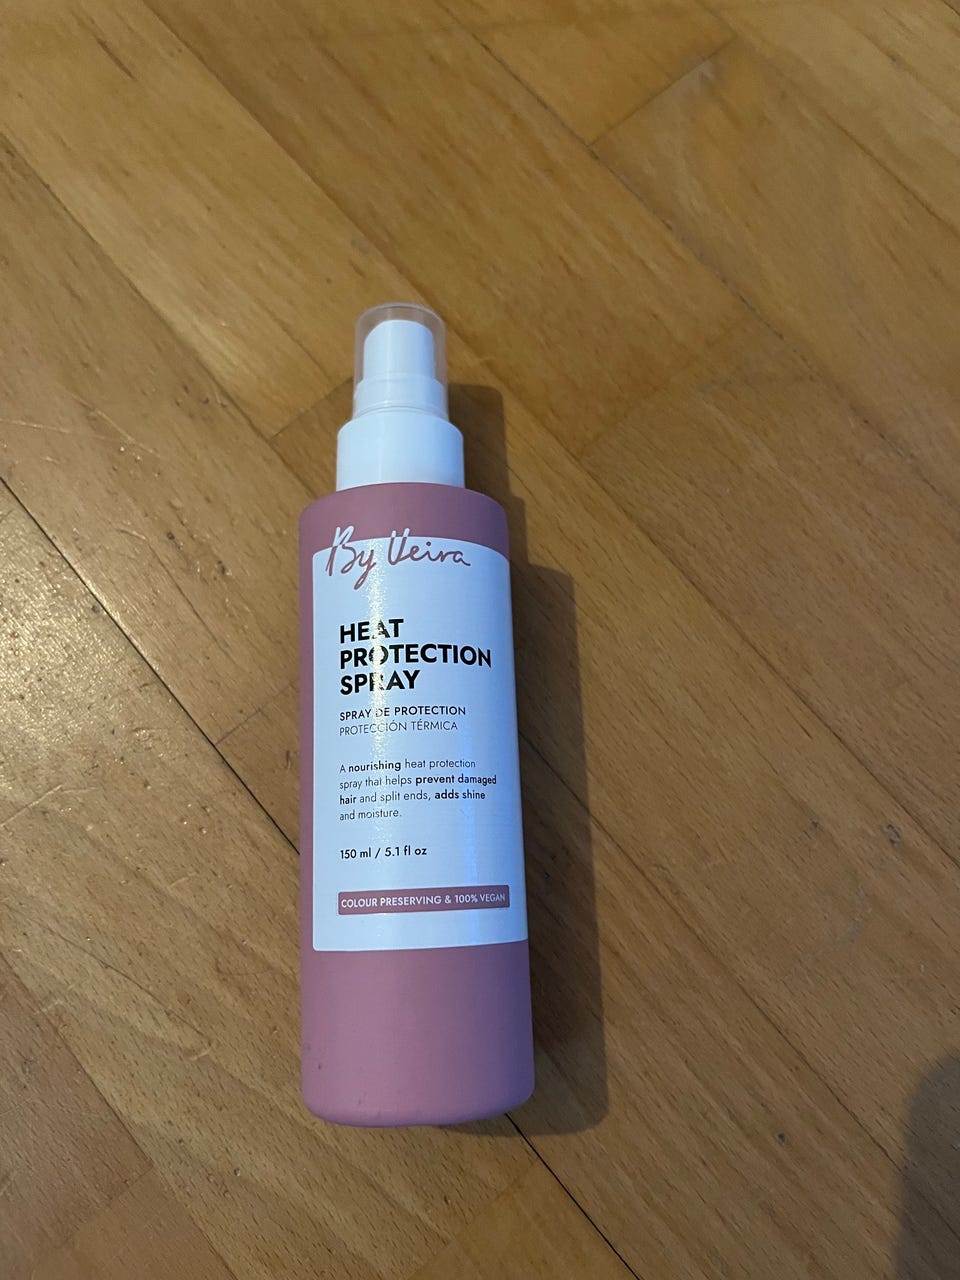 By Veira
HEAT
PROTECTION
SPRAY
SPRAY DE PROTECTION
PROTECCIÓN TÉRMICA
A nourishing heat protection
spray that helps prevent damaged
hair and split ends, adds shine
and moisture.
150 ml / 5.1 fl oz
COLOUR PRESERVING & 100% VEGAN